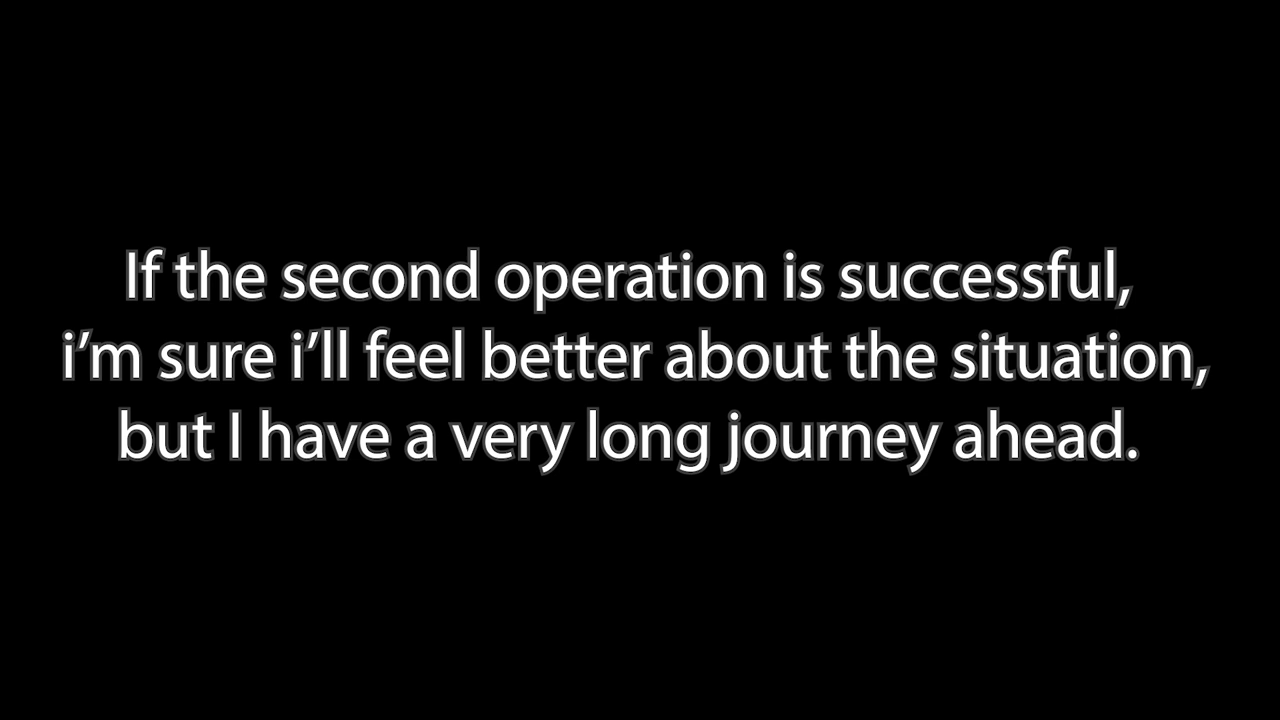 If the second operation is successful,
i’m sure i’ll feel better about the situation,
but I have a very long journey ahead.